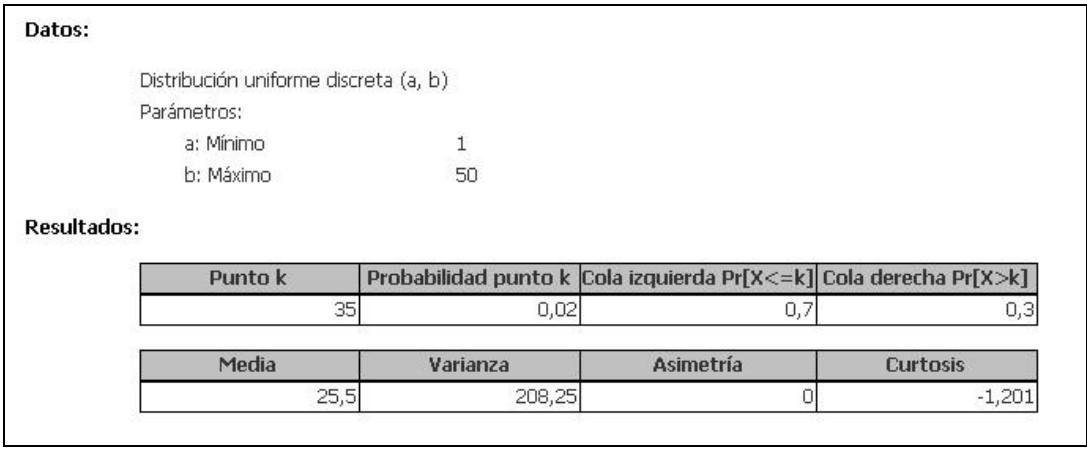 Datos:
Distribución uniforme discreta (a, b)
Parámetros:
a: Mínimo 1
b: Máximo 50
Resultados:
Punto k Probabilidad punto k Cola izquierda Pr[X<=k] Cola derecha Pr[X>k]
35 0,02 0,7 0,3
Media Varianza Asimetría Curtosis
25,5 208,25 0 -1,201